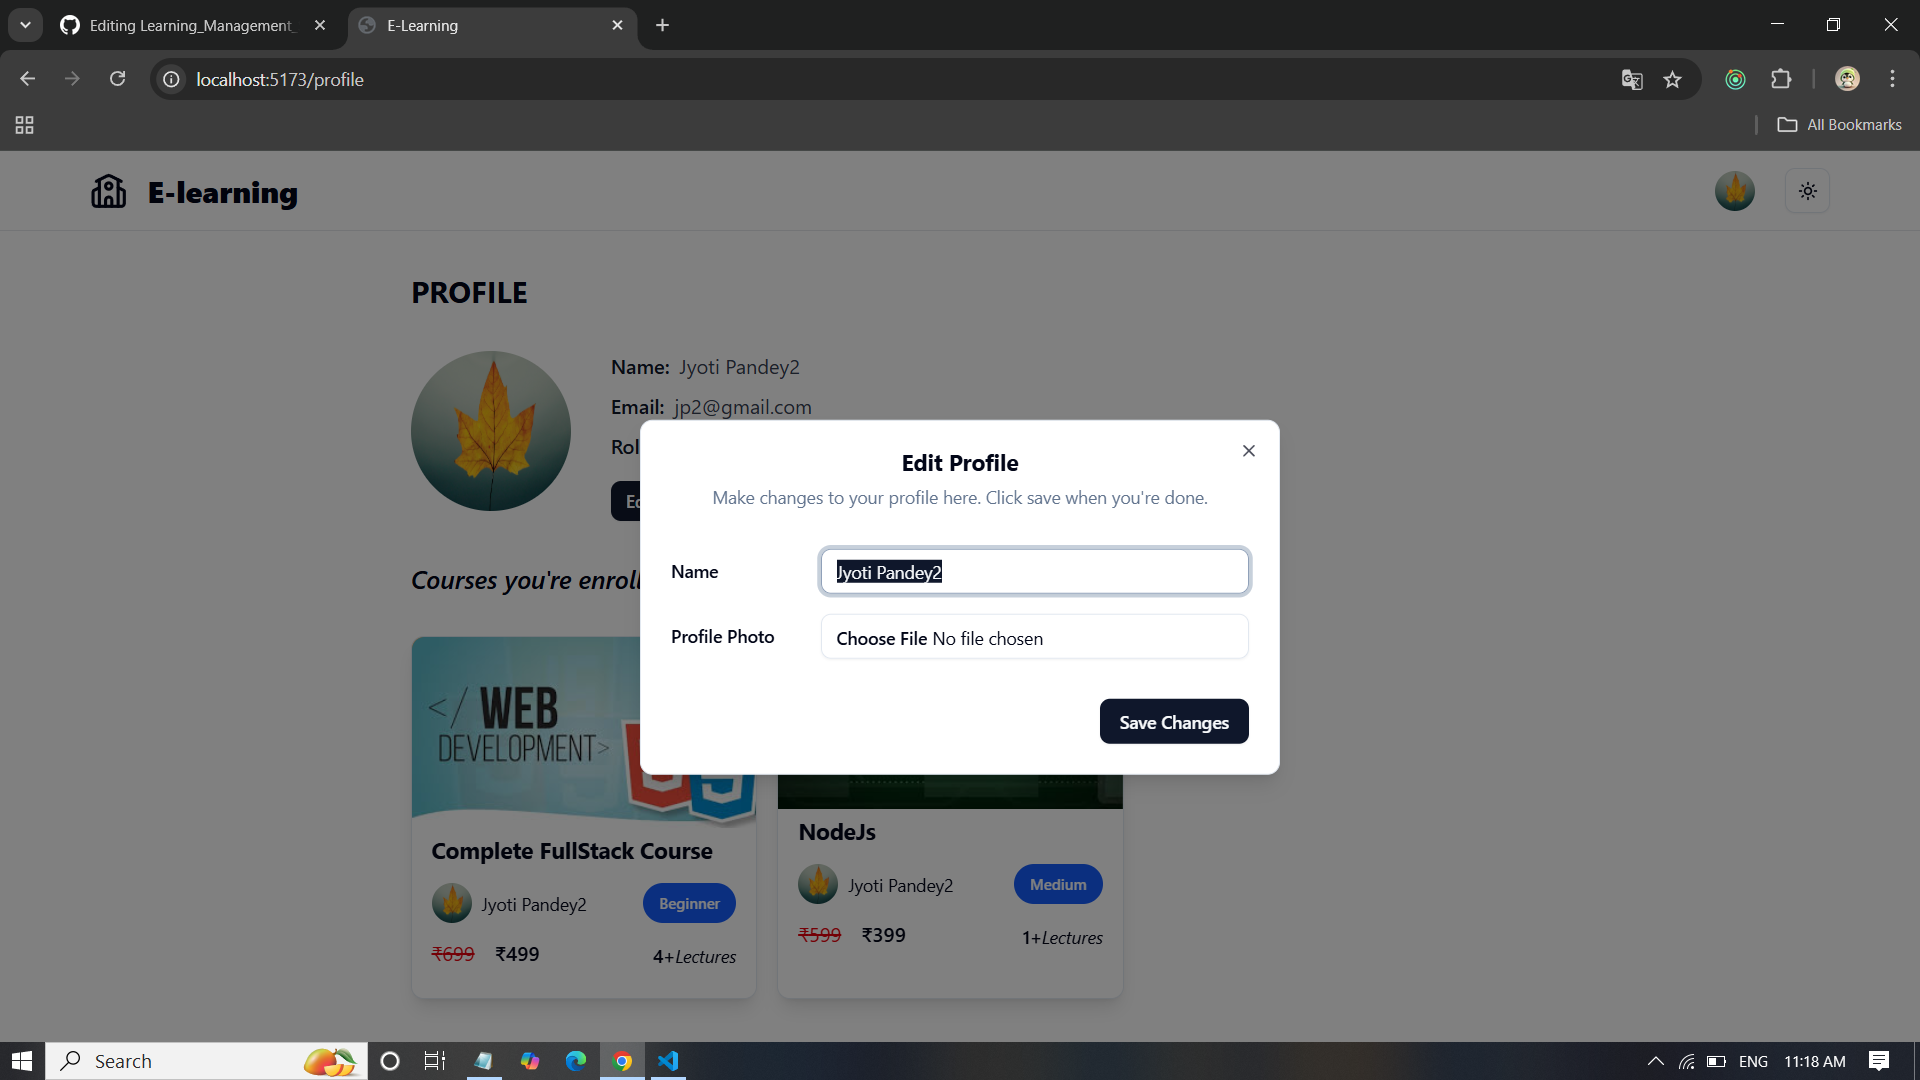 Editing Learning_Management_
E-Learning
localhost:5173/profile
All Bookmarks
E-learning
PROFILE
Name: Jyoti Pandey2
Email: jp2@gmail.com
Rol
Ed
Edit Profile
Make changes to your profile here. Click save when you're done.
Name
Jyoti Pandey2
Profile Photo
Choose File No file chosen
Save Changes
Courses you're enroll
</ WEB
DEVELOPMENT>
Complete FullStack Course
Jyoti Pandey2
Beginner
₹699 ₹499
4+Lectures
NodeJs
Jyoti Pandey2
Medium
₹599 ₹399
1+Lectures
Search
ENG
11:18 AM